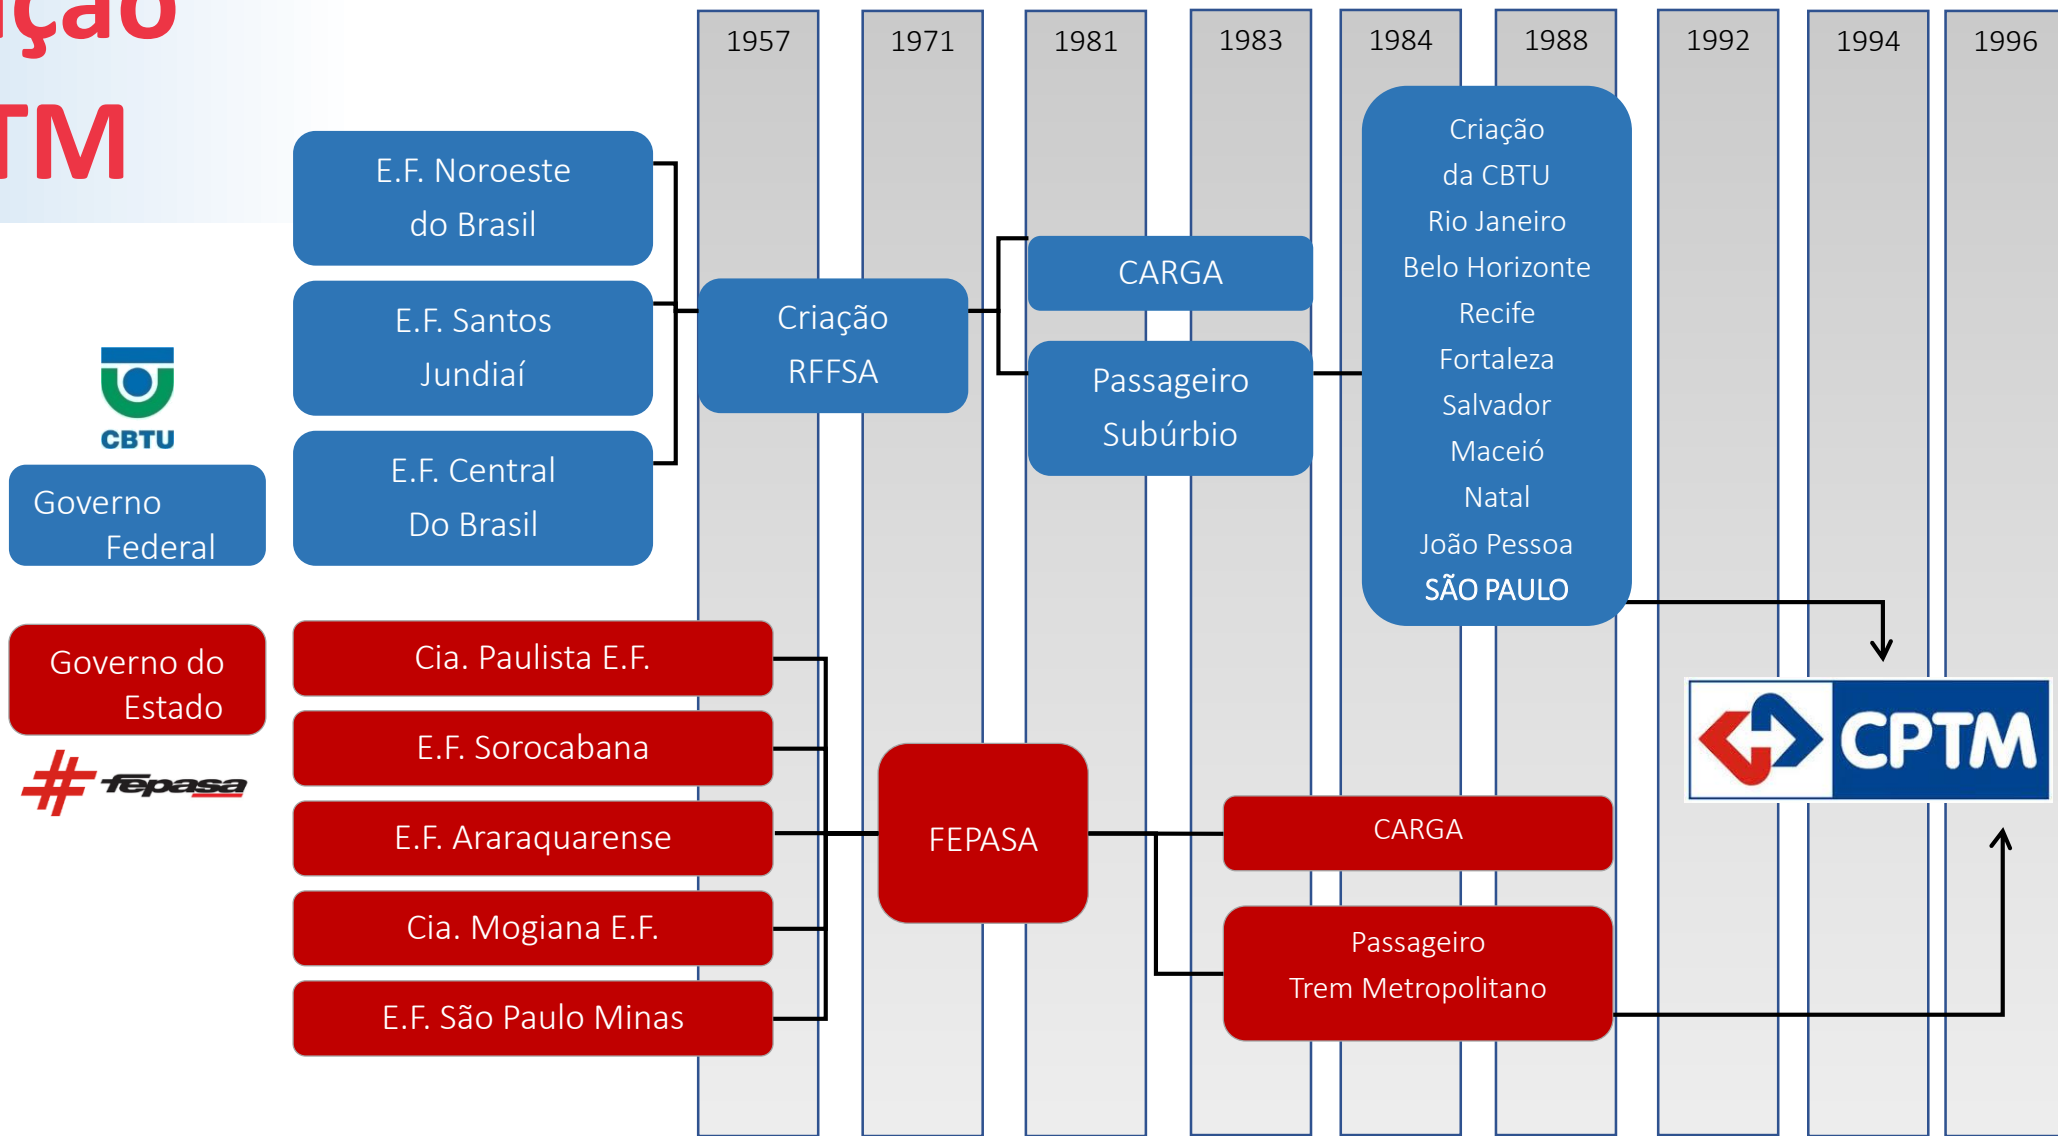 ução
TM
1957
1971
1981
1983
1984
1988
1992
1994
1996
E.F. Noroeste
do Brasil
E.F. Santos
Jundiaí
E.F. Central
Do Brasil
CBTU
Governo
Federal
Criação
RFFSA
CARGA
Passageiro
Subúrbio
Criação
da CBTU
Rio Janeiro
Belo Horizonte
Recife
Fortaleza
Salvador
Maceió
Natal
João Pessoa
SÃO PAULO
Governo do
Estado
fepasa
Cia. Paulista E.F.
E.F. Sorocabana
E.F. Araraquarense
Cia. Mogiana E.F.
E.F. São Paulo Minas
FEPASA
CARGA
Passageiro
Trem Metropolitano
CPTM